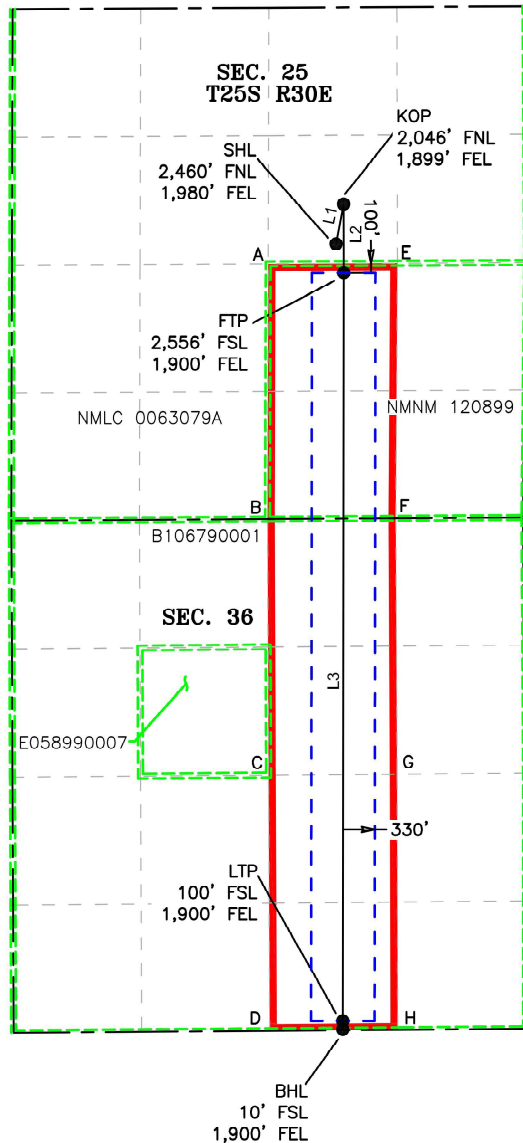 SEC. 25
T25S R30E
KOP
2,046' FNL
1,899' FEL
SHL
2,460' FNL
1,980' FEL
L1
L2
100'
A
E
FTP
2,556' FSL
1,900' FEL
NMLC 0063079A
NMNM 120899
B
F
B106790001
SEC. 36
L3
E058990007
C
G
330'
LTP
100' FSL
1,900' FEL
D
H
BHL
10' FSL
1,900' FEL